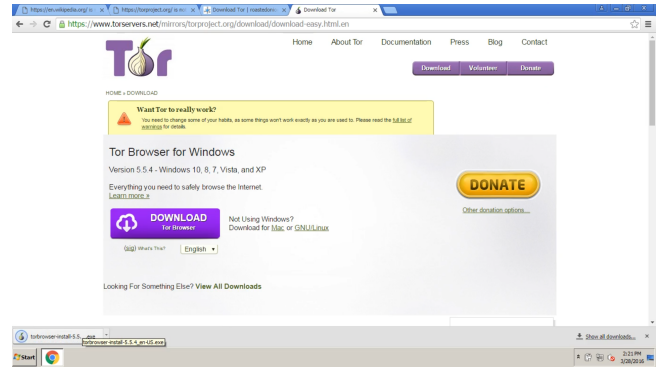 https://en.wikipedia.org/ is
https://torproject.org/ is no
Download Tor | roastedonio
Download Tor
https://www.torservers.net/mirrors/torproject.org/download/download-easy.html.en
Tor
Home About Tor Documentation Press Blog Contact
Download Volunteer Donate
HOME » DOWNLOAD
Want Tor to really work?
You need to change some of your habits, as some things won't work exactly as you are used to. Please read the full list of
warnings for details.
Tor Browser for Windows
Version 5.5.4 - Windows 10, 8, 7, Vista, and XP
Everything you need to safely browse the Internet.
Learn more »
DOWNLOAD
Tor Browser
Not Using Windows?
Download for Mac or GNU/Linux
(sig) What's This? English
DONATE
Other donation options...
Looking For Something Else? View All Downloads
torbrowser-install-5.5....exe
torbrowser-install-5.5.4_en-US.exe
Show all downloads...
Start
2:21 PM
3/28/2016